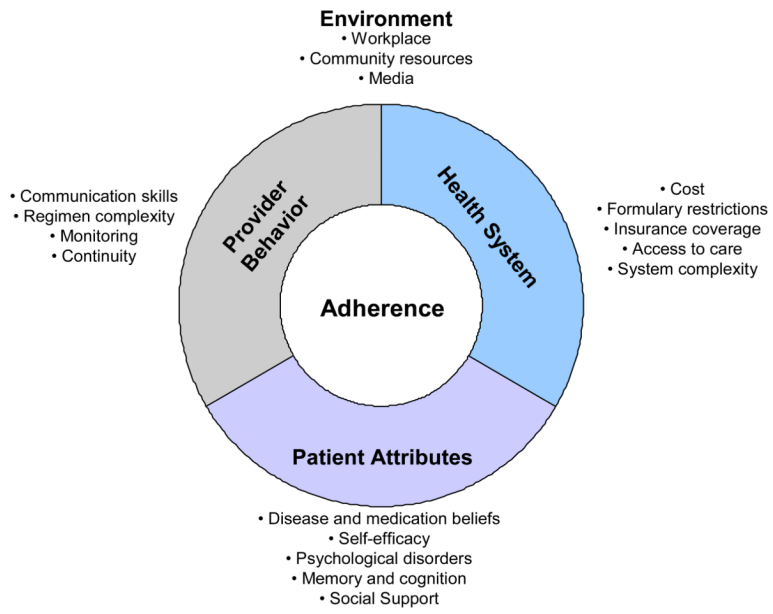 Environment
• Workplace
• Community resources
• Media
Provider
Behavior
Health System
• Communication skills
• Regimen complexity
• Monitoring
• Continuity
• Cost
• Formulary restrictions
• Insurance coverage
• Access to care
• System complexity
Adherence
Patient Attributes
• Disease and medication beliefs
• Self-efficacy
• Psychological disorders
• Memory and cognition
• Social Support